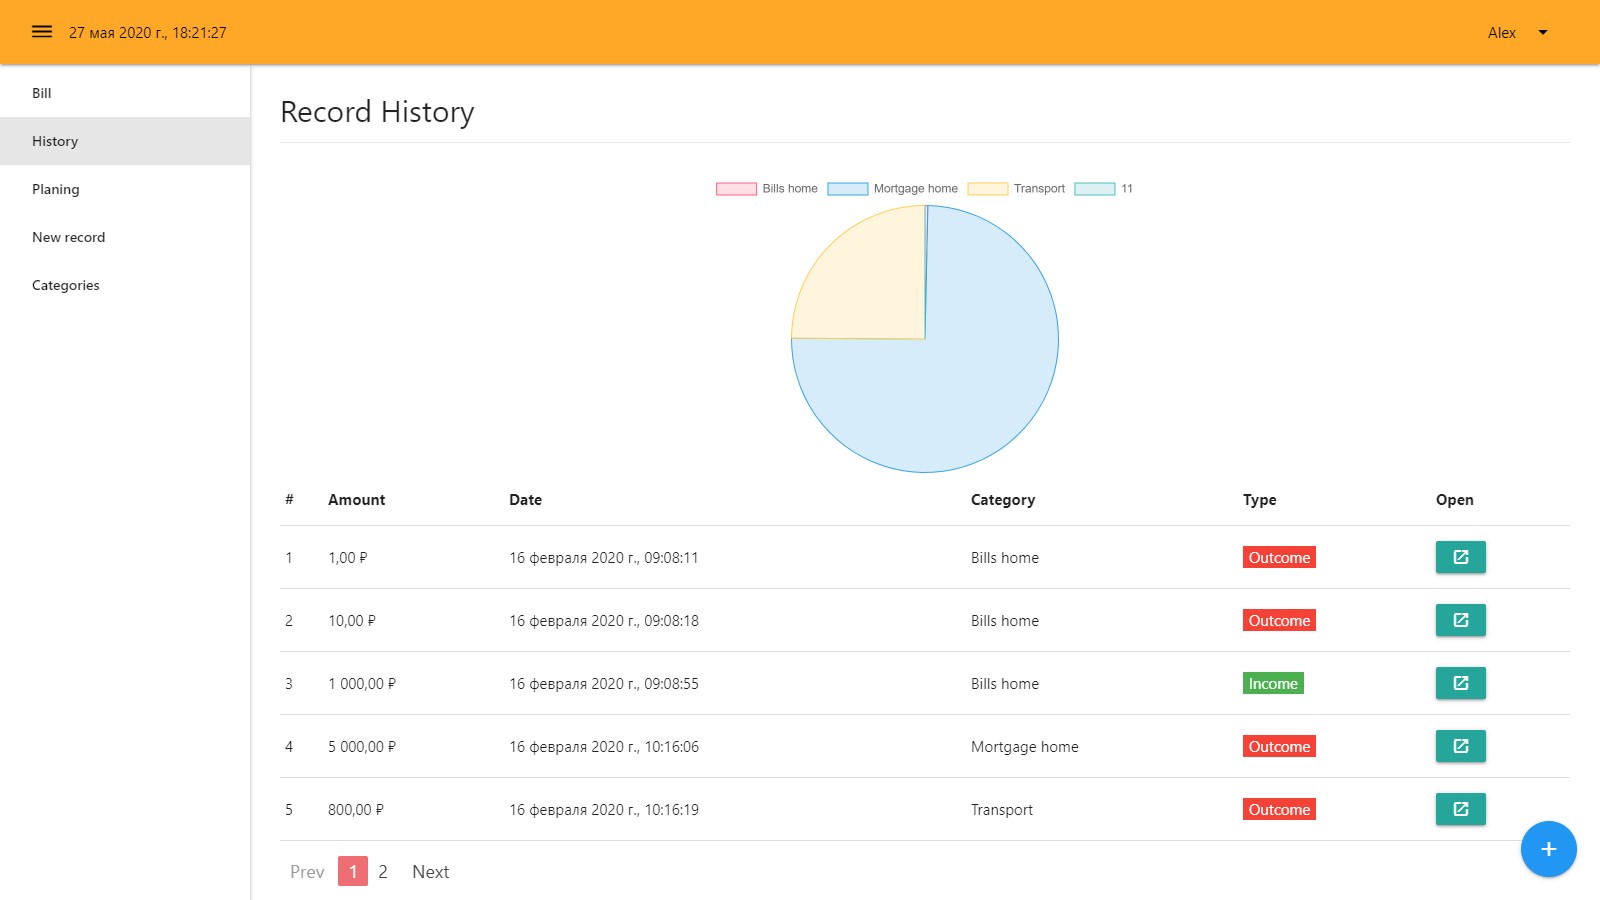 27 мая 2020 г., 18:21:27
Alex
Bill
History
Planing
New record
Categories
Record History
Bills home Mortgage home Transport 11
# Amount Date Category Type Open
1 1,00 ₽ 16 февраля 2020 г., 09:08:11 Bills home Outcome
2 10,00 ₽ 16 февраля 2020 г., 09:08:18 Bills home Outcome
3 1 000,00 ₽ 16 февраля 2020 г., 09:08:55 Bills home Income
4 5 000,00 ₽ 16 февраля 2020 г., 10:16:06 Mortgage home Outcome
5 800,00 ₽ 16 февраля 2020 г., 10:16:19 Transport Outcome
Prev 1 2 Next